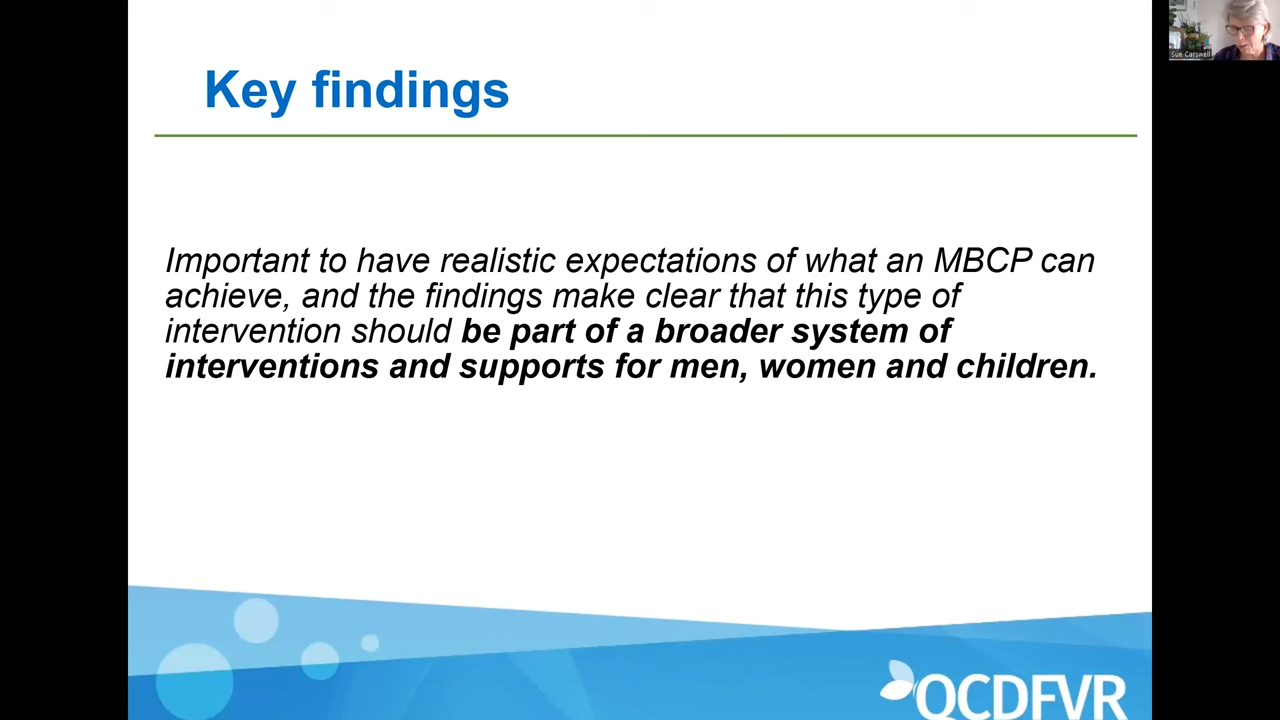 Sue Carswell
Key findings
Important to have realistic expectations of what an MBCP can
achieve, and the findings make clear that this type of
intervention should be part of a broader system of
interventions and supports for men, women and children.
QCDFVR